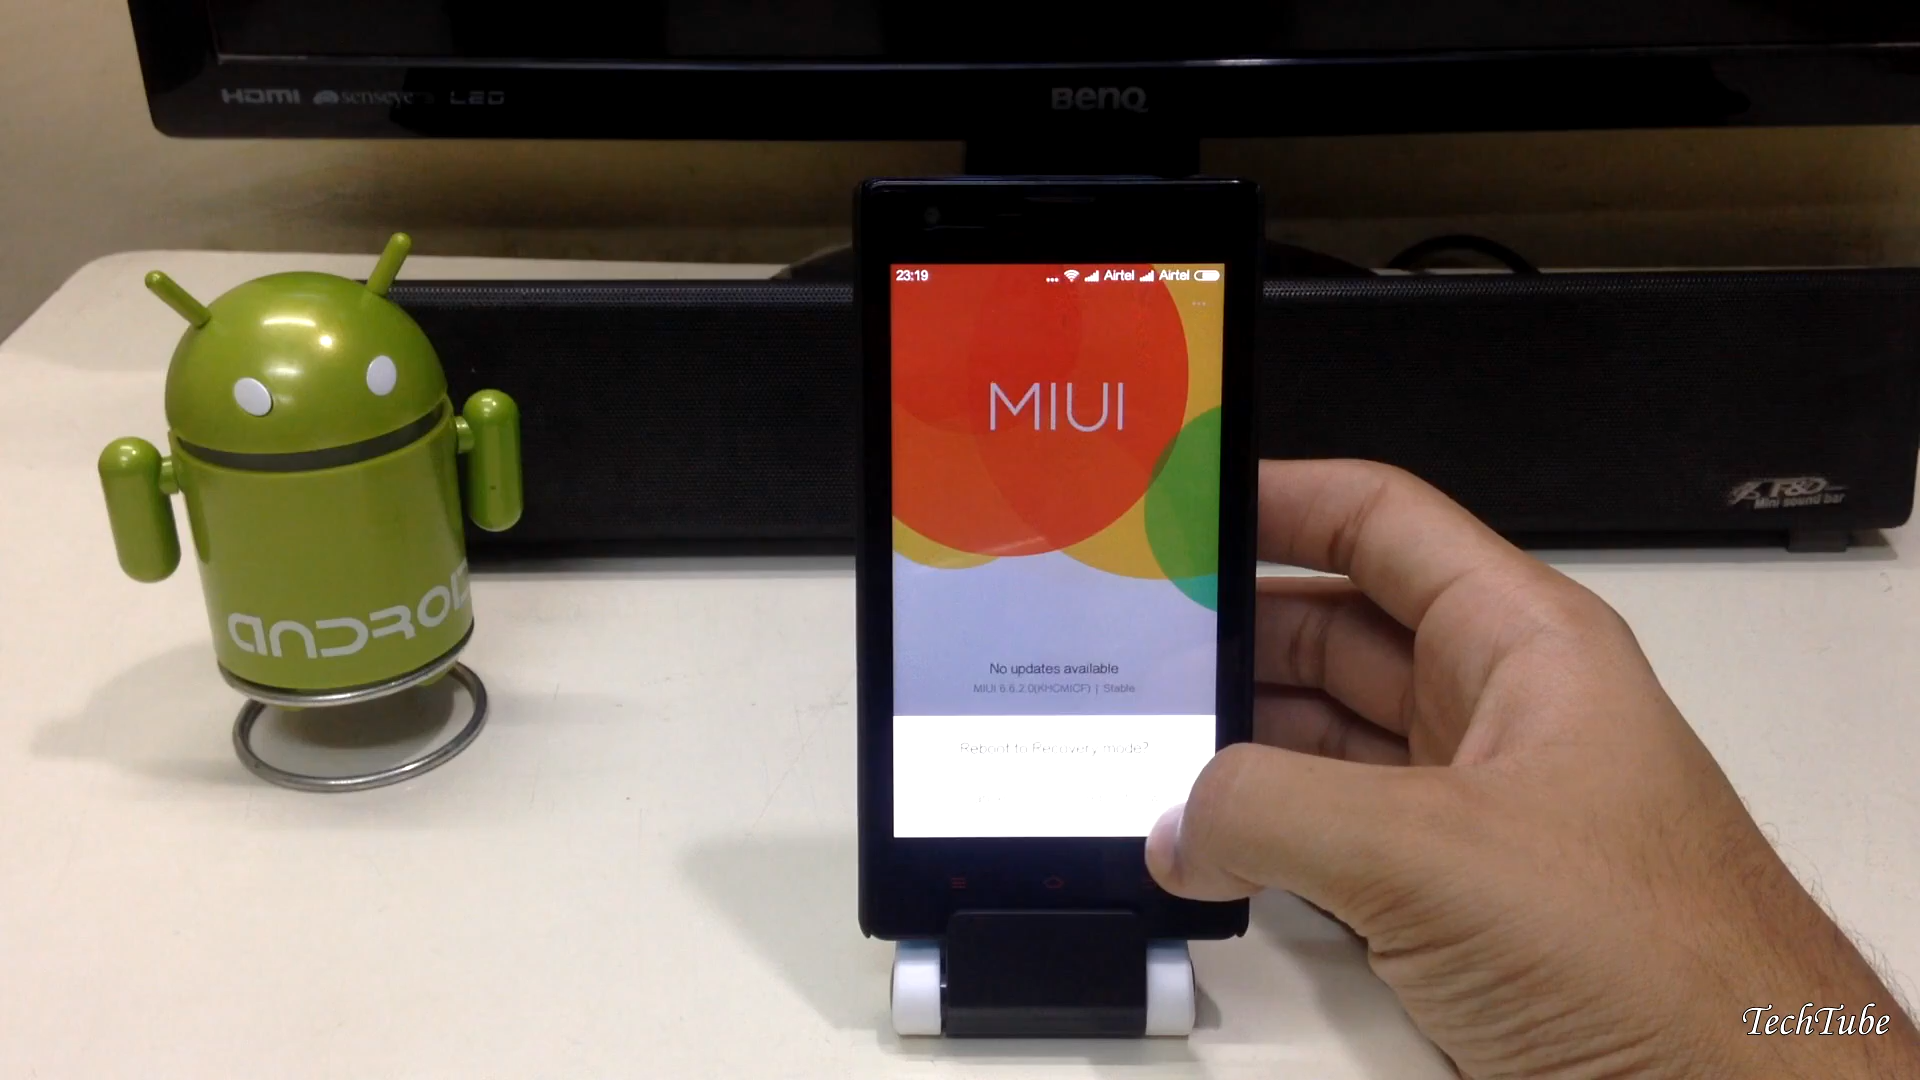 HDMI senseye 3 LED
BenQ
23:19 ... Airtel Airtel
MIUI
No updates available
MIUI 6.6.2.0(KHCMICF) | Stable
Reboot to Recovery mode?
ANDROID
F&D
Mini sound bar
TechTube